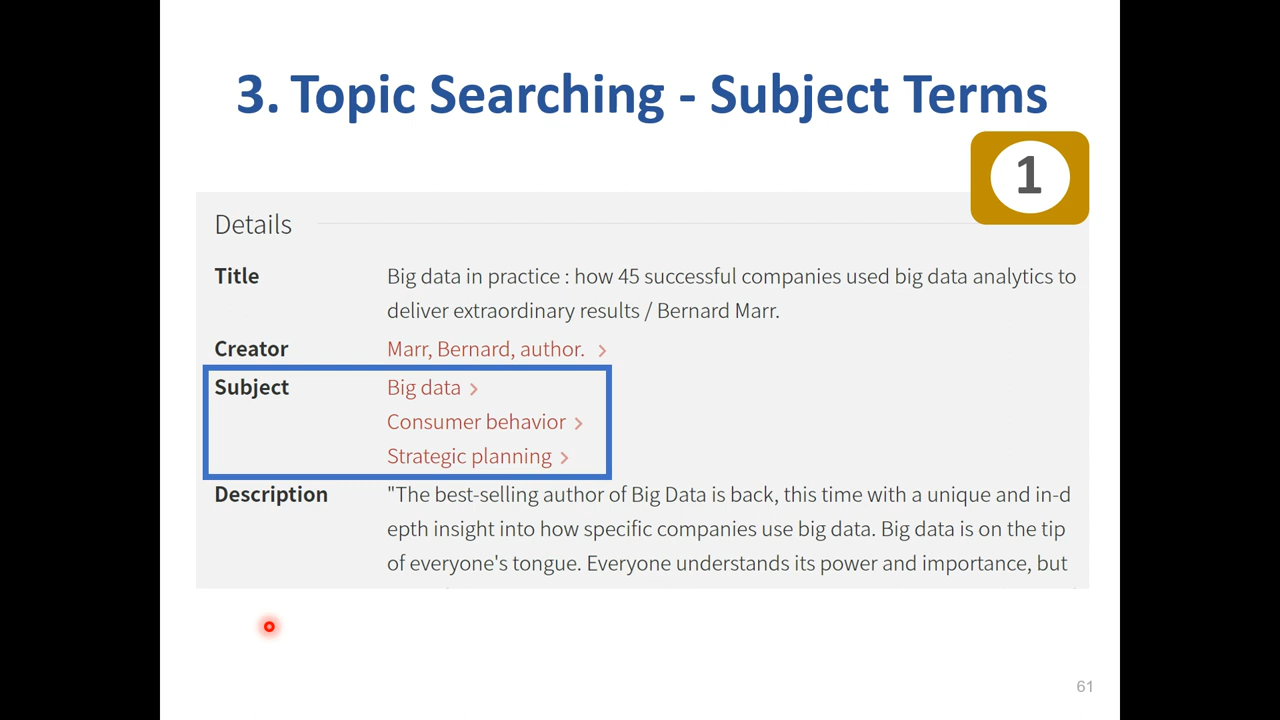 3. Topic Searching - Subject Terms
1
Details
Title Big data in practice : how 45 successful companies used big data analytics to
deliver extraordinary results / Bernard Marr.
Creator Marr, Bernard, author. >
Subject Big data >
Consumer behavior >
Strategic planning >
Description "The best-selling author of Big Data is back, this time with a unique and in-d
epth insight into how specific companies use big data. Big data is on the tip
of everyone's tongue. Everyone understands its power and importance, but
61